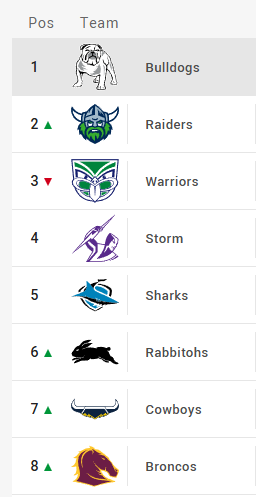 Pos Team
1 Bulldogs
2 Raiders
3 Warriors
4 Storm
5 Sharks
6 Rabbitohs
7 Cowboys
8 Broncos